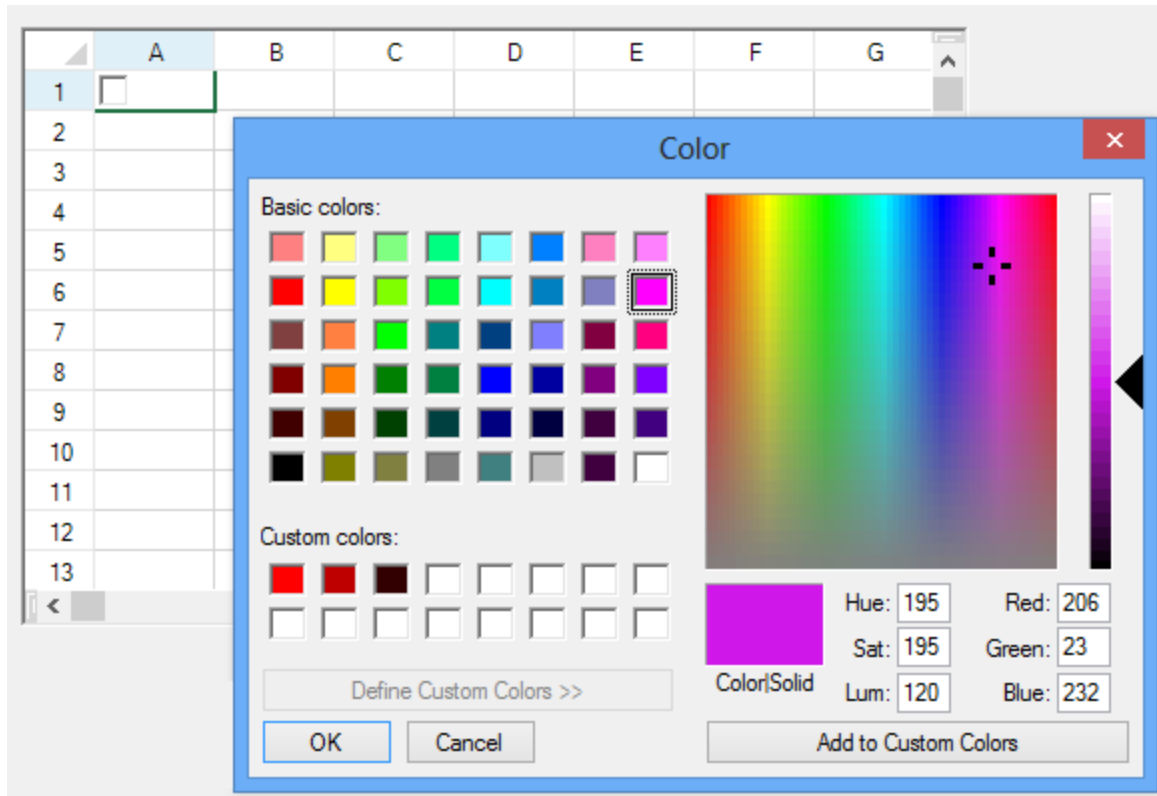 A B C D E F G
1
2
3
4
5
6
7
8
9
10
11
12
13
Color
Basic colors:
Custom colors:
Define Custom Colors >>
OK Cancel
Color|Solid
Hue: 195 Red: 206
Sat: 195 Green: 23
Lum: 120 Blue: 232
Add to Custom Colors